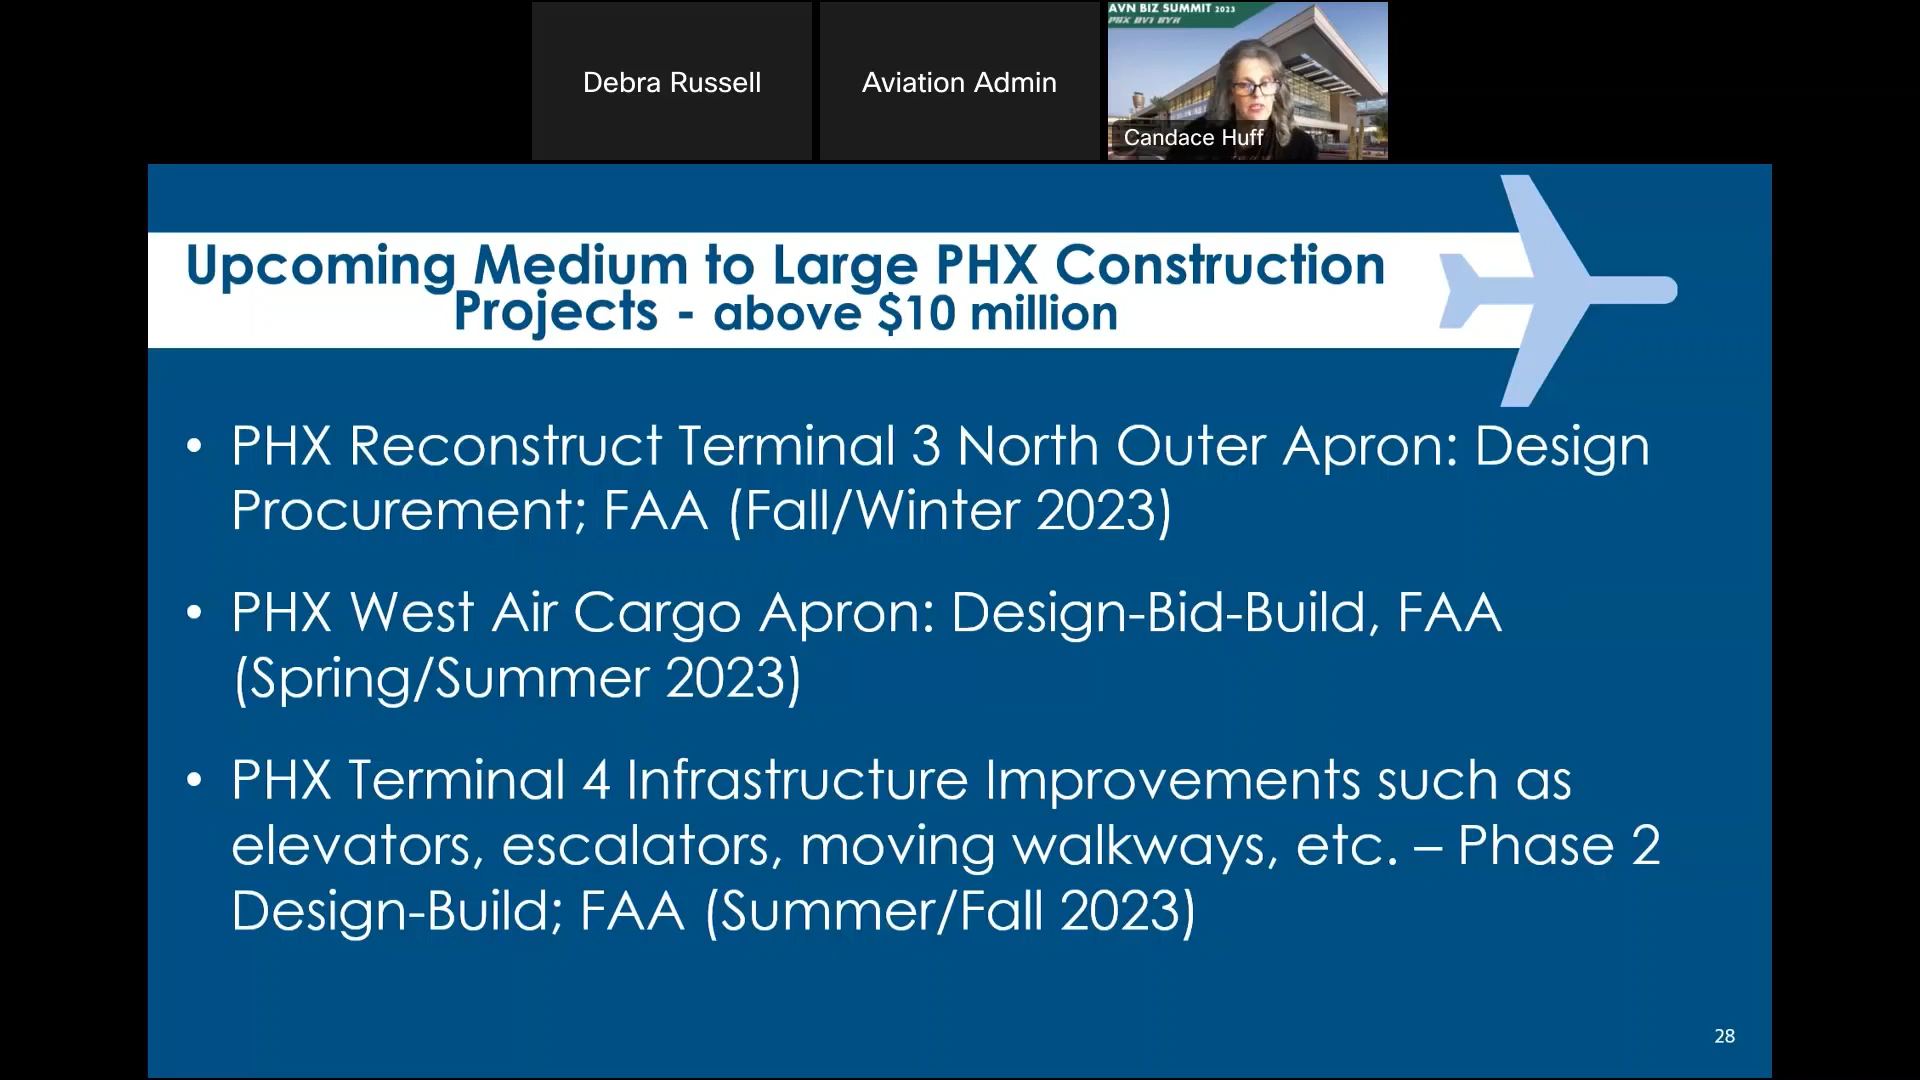 Debra Russell
Aviation Admin
AVN BIZ SUMMIT 2023
PHX DVT GYR
Candace Huff
Upcoming Medium to Large PHX Construction
Projects - above $10 million
• PHX Reconstruct Terminal 3 North Outer Apron: Design
Procurement; FAA (Fall/Winter 2023)
• PHX West Air Cargo Apron: Design-Bid-Build, FAA
(Spring/Summer 2023)
• PHX Terminal 4 Infrastructure Improvements such as
elevators, escalators, moving walkways, etc. – Phase 2
Design-Build; FAA (Summer/Fall 2023)
28